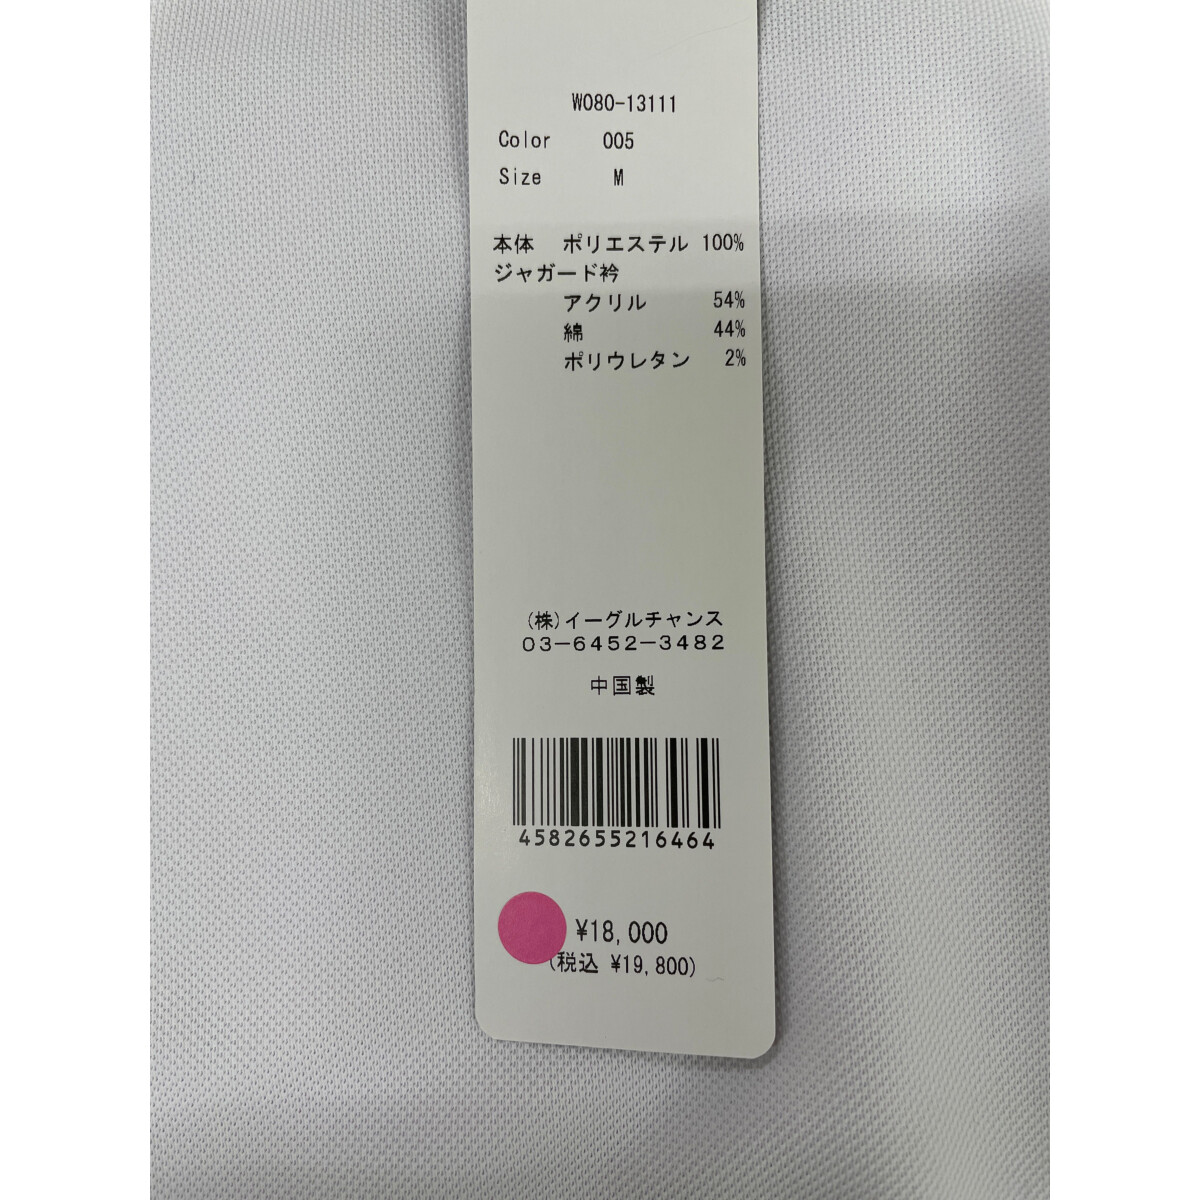 W080-13111
Color 005
Size M
本体 ポリエステル 100%
ジャガード衿
アクリル 54%
綿 44%
ポリウレタン 2%
(株)イーグルチャンス
03-6452-3482
中国製
4582655216464
¥18,000
(税込 ¥19,800)